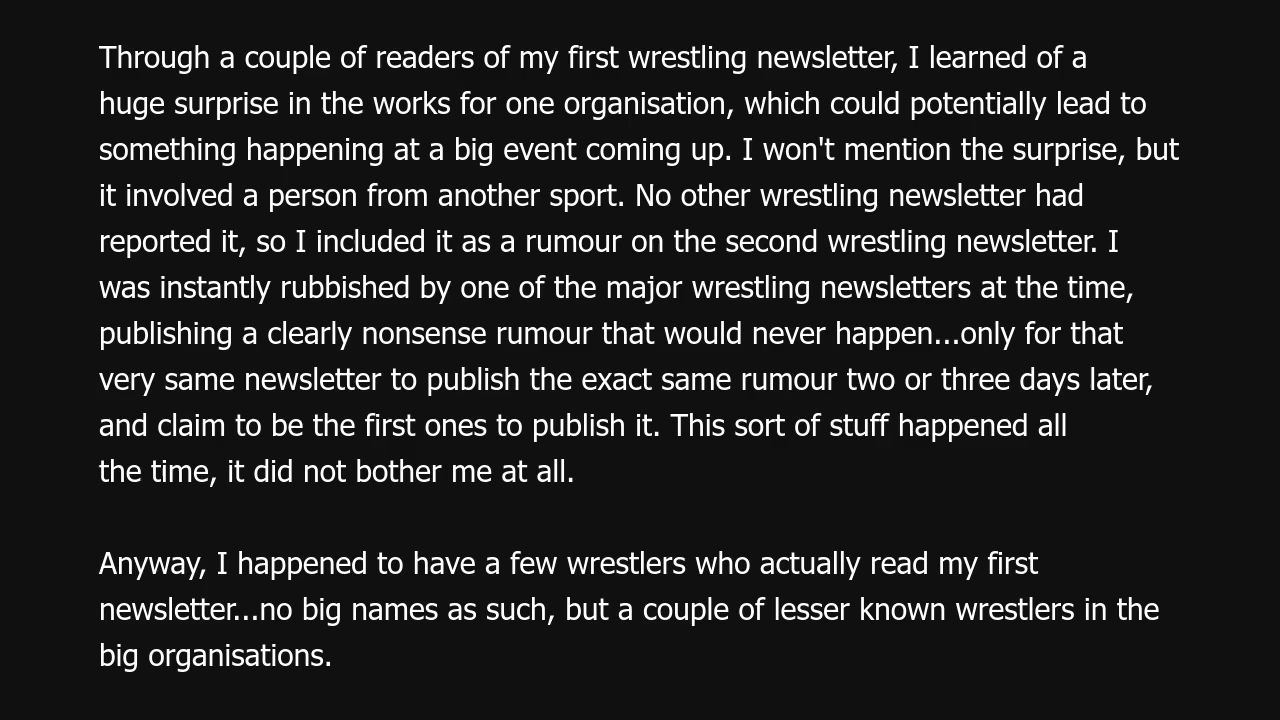 Through a couple of readers of my first wrestling newsletter, I learned of a
huge surprise in the works for one organisation, which could potentially lead to
something happening at a big event coming up. I won't mention the surprise, but
it involved a person from another sport. No other wrestling newsletter had
reported it, so I included it as a rumour on the second wrestling newsletter. I
was instantly rubbished by one of the major wrestling newsletters at the time,
publishing a clearly nonsense rumour that would never happen...only for that
very same newsletter to publish the exact same rumour two or three days later,
and claim to be the first ones to publish it. This sort of stuff happened all
the time, it did not bother me at all.

Anyway, I happened to have a few wrestlers who actually read my first
newsletter...no big names as such, but a couple of lesser known wrestlers in the
big organisations.